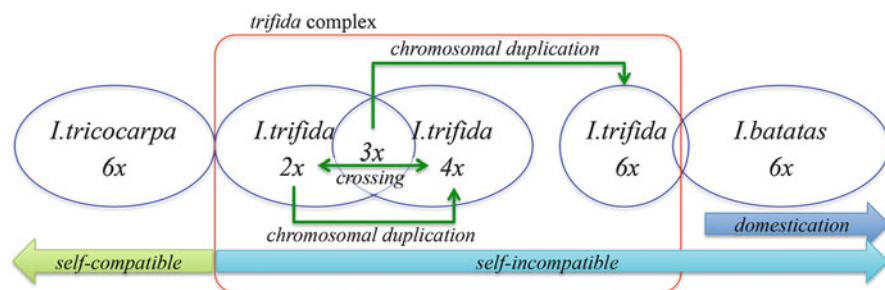 trifida complex
chromosomal duplication
I.tricocarpa
6x
I.trifida
2x
3x
crossing
I.trifida
4x
I.trifida
6x
I.batatas
6x
chromosomal duplication
domestication
self-compatible
self-incompatible